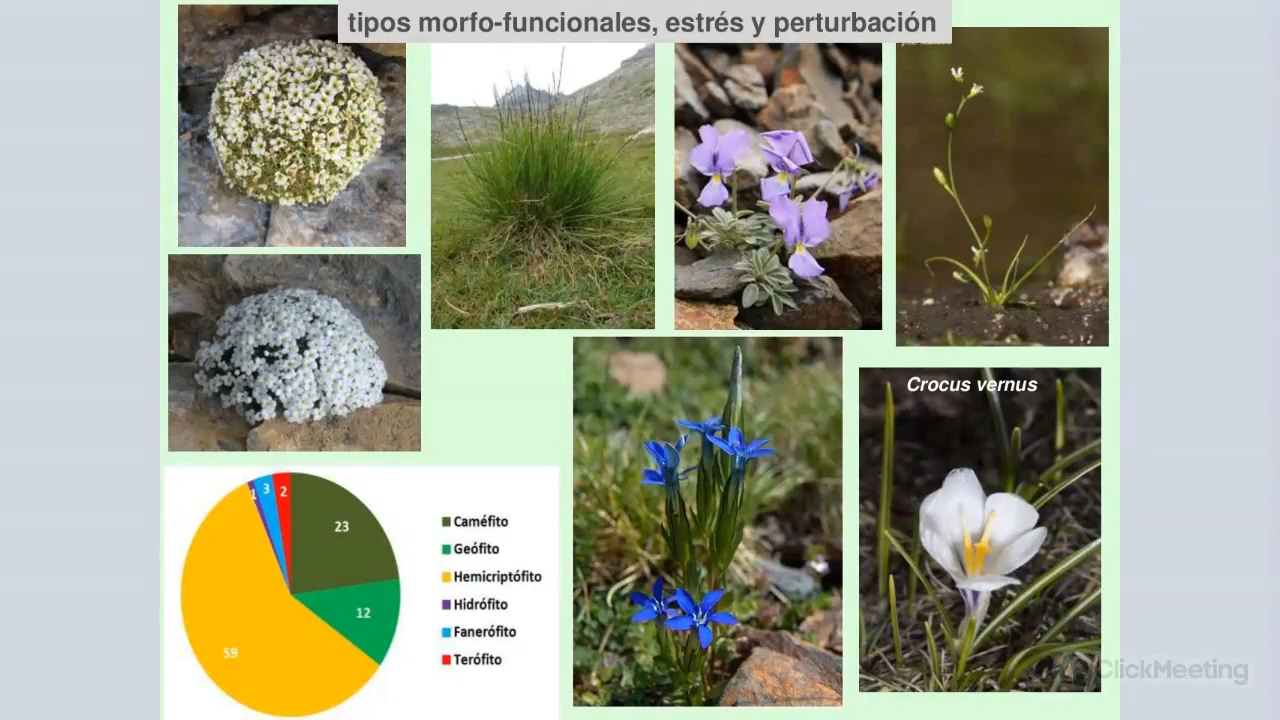 tipos morfo-funcionales, estrés y perturbación
Crocus vernus
1
3
2
23
12
59
Caméfito
Geófito
Hemicriptófito
Hidrófito
Fanerófito
Terófito
ClickMeeting